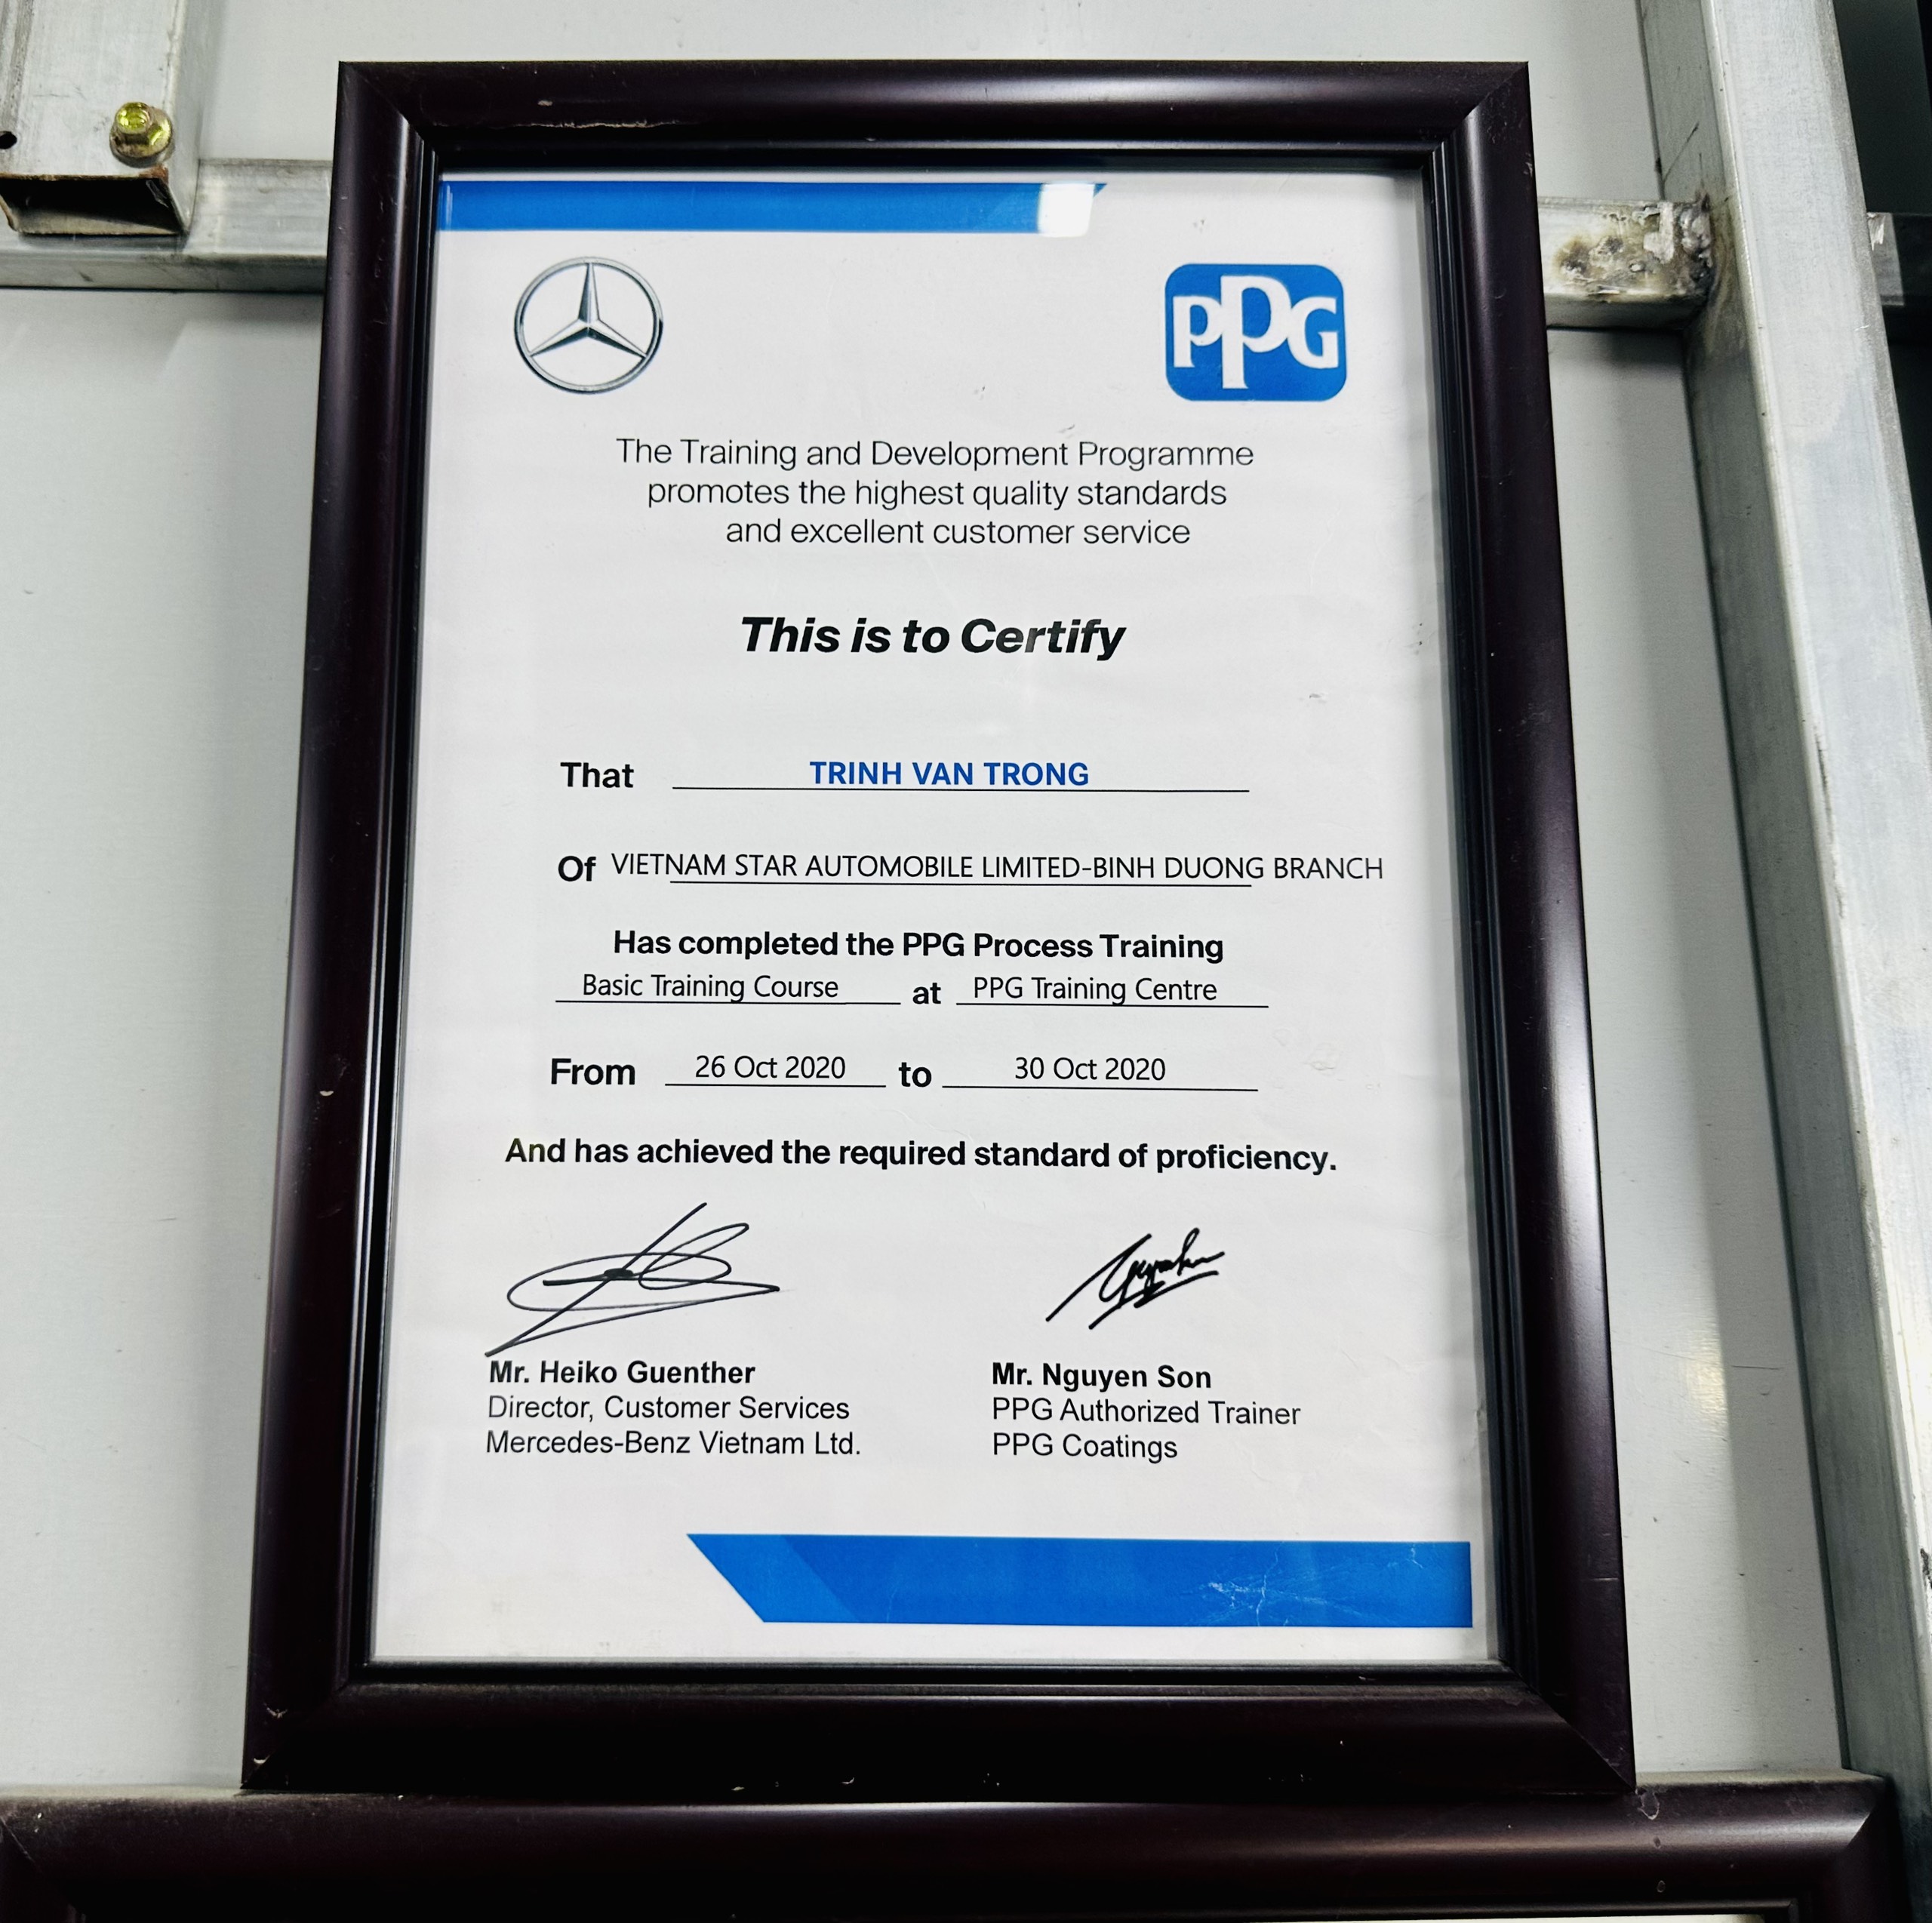 PPG
The Training and Development Programme
promotes the highest quality standards
and excellent customer service
This is to Certify
That TRINH VAN TRONG
Of VIETNAM STAR AUTOMOBILE LIMITED-BINH DUONG BRANCH
Has completed the PPG Process Training
Basic Training Course at PPG Training Centre
From 26 Oct 2020 to 30 Oct 2020
And has achieved the required standard of proficiency.
Mr. Heiko Guenther
Director, Customer Services
Mercedes-Benz Vietnam Ltd.
Mr. Nguyen Son
PPG Authorized Trainer
PPG Coatings